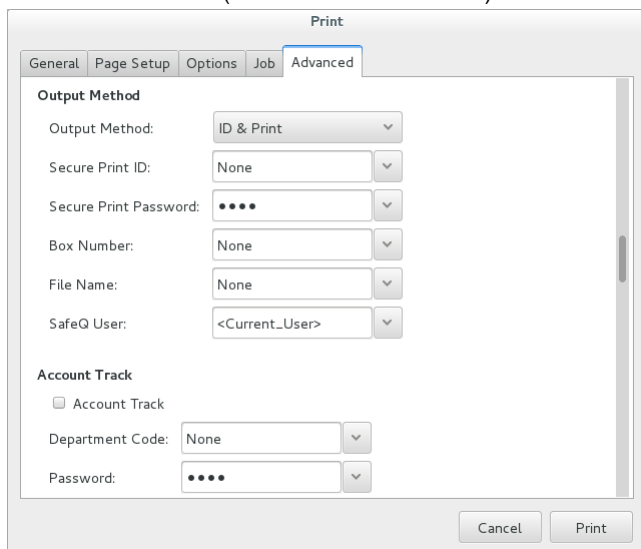 Print
General Page Setup Options Job Advanced
Output Method
Output Method: ID & Print
Secure Print ID: None
Secure Print Password: ●●●●
Box Number: None
File Name: None
SafeQ User: <Current_User>
Account Track
Account Track
Department Code: None
Password: ●●●●
Cancel Print